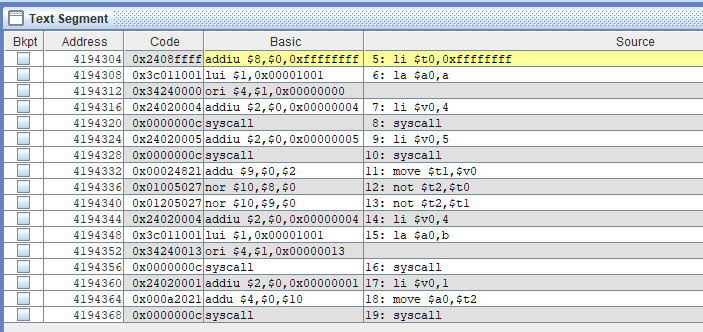 Text Segment
Bkpt Address Code Basic Source
4194304 0x2408ffff addiu $8,$0,0xffffffff 5: li $t0,0xffffffff
4194308 0x3c011001 lui $1,0x00001001 6: la $a0,a
4194312 0x34240000 ori $4,$1,0x00000000
4194316 0x24020004 addiu $2,$0,0x00000004 7: li $v0,4
4194320 0x0000000c syscall 8: syscall
4194324 0x24020005 addiu $2,$0,0x00000005 9: li $v0,5
4194328 0x0000000c syscall 10: syscall
4194332 0x00024821 addu $9,$0,$2 11: move $t1,$v0
4194336 0x01005027 nor $10,$8,$0 12: not $t2,$t0
4194340 0x01205027 nor $10,$9,$0 13: not $t2,$t1
4194344 0x24020004 addiu $2,$0,0x00000004 14: li $v0,4
4194348 0x3c011001 lui $1,0x00001001 15: la $a0,b
4194352 0x34240013 ori $4,$1,0x00000013
4194356 0x0000000c syscall 16: syscall
4194360 0x24020001 addiu $2,$0,0x00000001 17: li $v0,1
4194364 0x000a2021 addu $4,$0,$10 18: move $a0,$t2
4194368 0x0000000c syscall 19: syscall